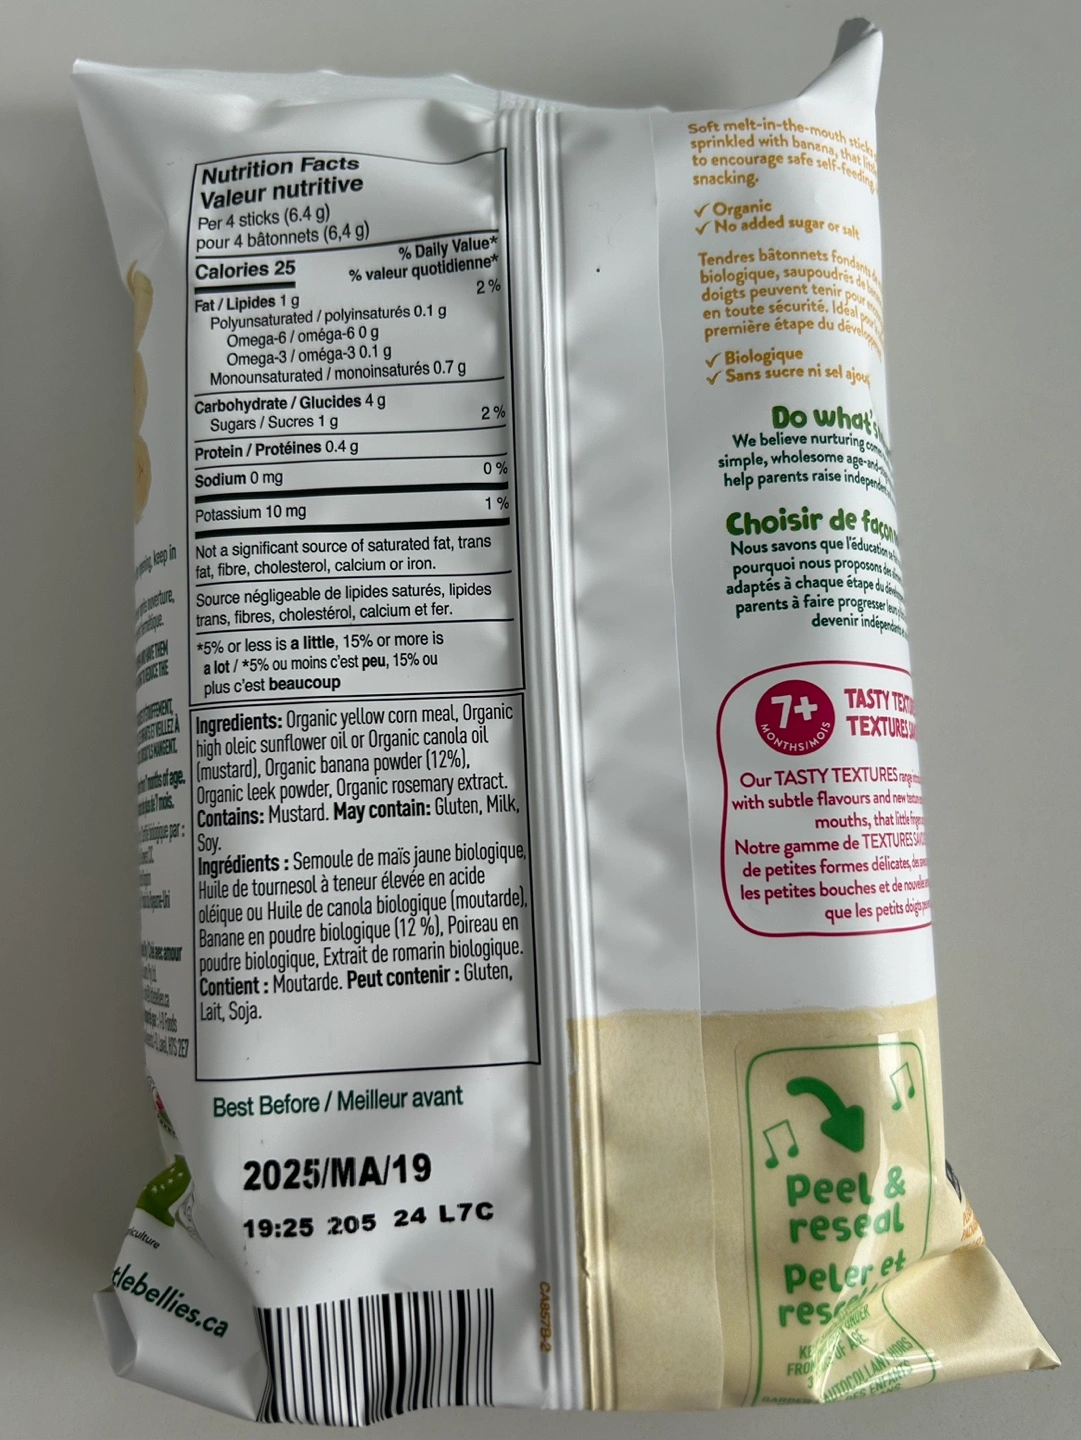 Nutrition Facts
Valeur nutritive
Per 4 sticks (6.4 g)
pour 4 bâtonnets (6,4 g)
% Daily Value*
Calories 25
% valeur quotidienne*
Fat / Lipides 1 g 2 %
Polyunsaturated / polyinsaturés 0.1 g
Omega-6 / oméga-6 0 g
Omega-3 / oméga-3 0.1 g
Monounsaturated / monoinsaturés 0.7 g
Carbohydrate / Glucides 4 g
Sugars / Sucres 1 g 2 %
Protein / Protéines 0.4 g
Sodium 0 mg 0 %
Potassium 10 mg 1 %
Not a significant source of saturated fat, trans
fat, fibre, cholesterol, calcium or iron.
Source négligeable de lipides saturés, lipides
trans, fibres, cholestérol, calcium et fer.
*5% or less is a little, 15% or more is
a lot / *5% ou moins c'est peu, 15% ou
plus c'est beaucoup
Ingredients: Organic yellow corn meal, Organic
high oleic sunflower oil or Organic canola oil
(mustard), Organic banana powder (12%),
Organic leek powder, Organic rosemary extract.
Contains: Mustard. May contain: Gluten, Milk,
Soy.
Ingrédients : Semoule de maïs jaune biologique,
Huile de tournesol à teneur élevée en acide
oléique ou Huile de canola biologique (moutarde),
Banane en poudre biologique (12 %), Poireau en
poudre biologique, Extrait de romarin biologique.
Contient : Moutarde. Peut contenir : Gluten,
Lait, Soja.
Best Before / Meilleur avant
2025/MA/19
19:25 205 24 L7C
CA8578-2
keep in
months of age.
7 mois.
par :
amour
H7S 2E7
tlebellies.ca
Soft melt-in-the-mouth sticks
sprinkled with banana, that
to encourage safe self-feeding
snacking.
✓ Organic
✓ No added sugar or salt
Tendres bâtonnets fondants
biologique, saupoudrés de
doigts peuvent tenir pour
en toute sécurité. Idéal pour
première étape du
✓ Biologique
✓ Sans sucre ni sel
Do what's
We believe nurturing
simple, wholesome
help parents raise
Choisir de façon
Nous savons que l'éducation
pourquoi nous proposons des
adaptés à chaque étape du
parents à faire progresser leurs
devenir
7+
MONTHS/MOIS
TASTY
TEXTURES
Our TASTY TEXTURES range
with subtle flavours and new
mouths, that little
Notre gamme de TEXTURES
de petites formes délicates,
les petites bouches et de
que les petits doigts
Peel &
reseal
Peler et